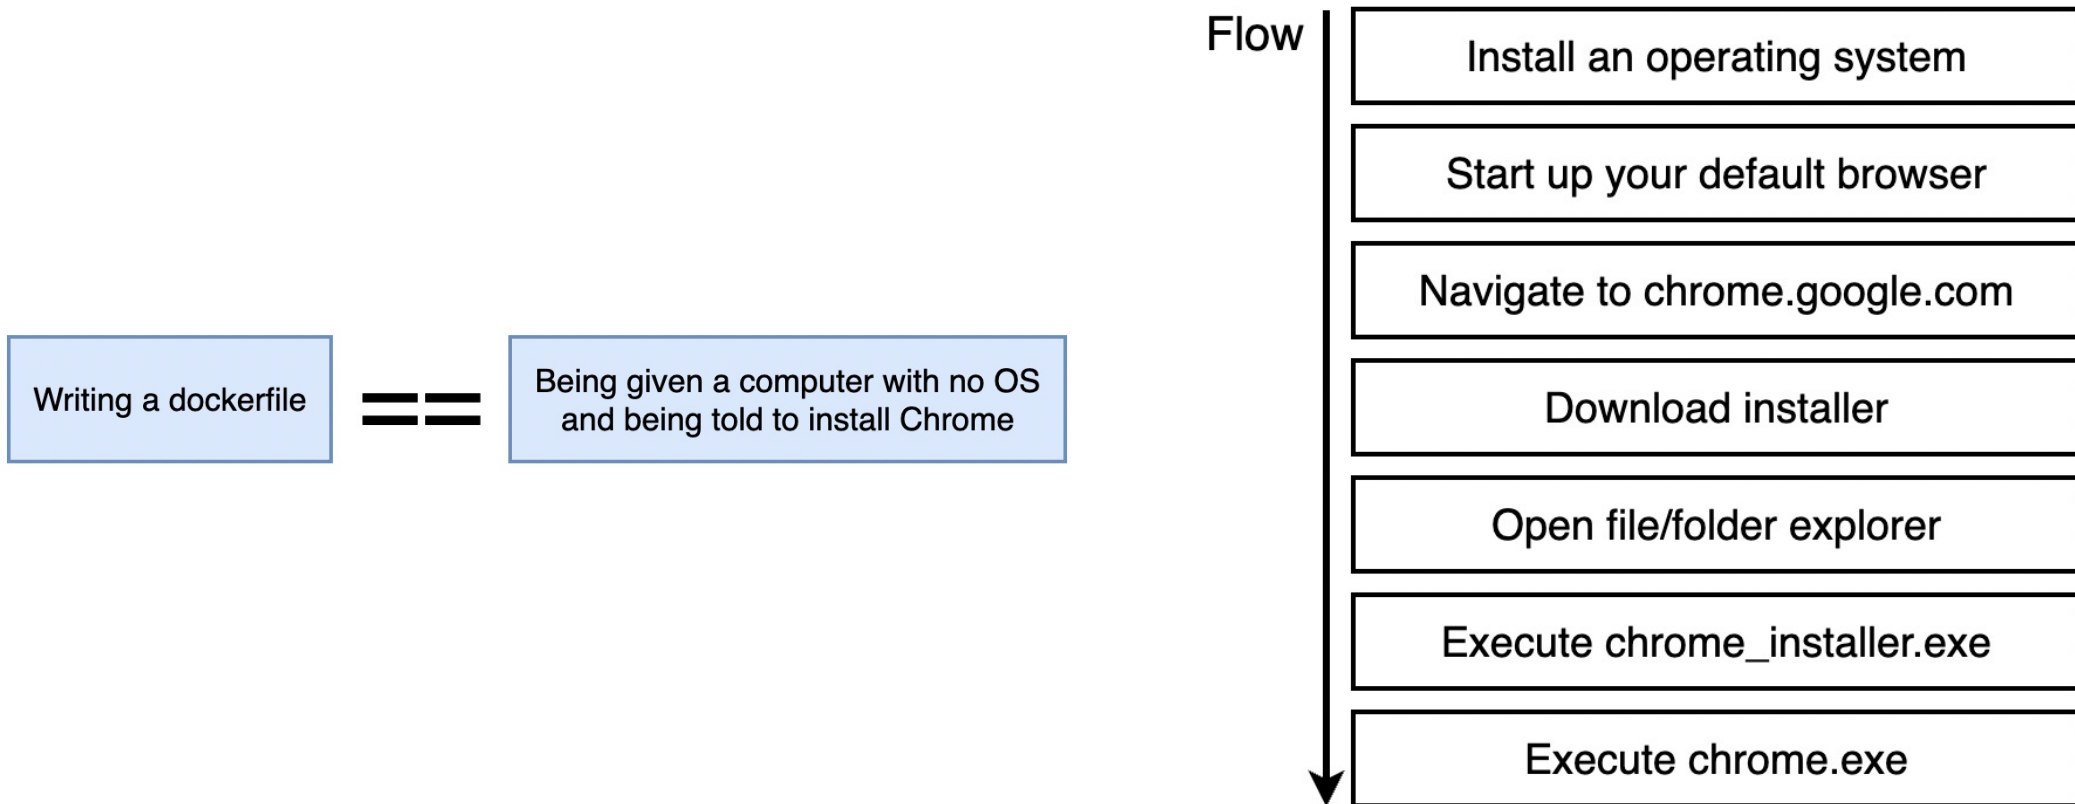 Writing a dockerfile
==
Being given a computer with no OS
and being told to install Chrome
Flow
Install an operating system
Start up your default browser
Navigate to chrome.google.com
Download installer
Open file/folder explorer
Execute chrome_installer.exe
Execute chrome.exe